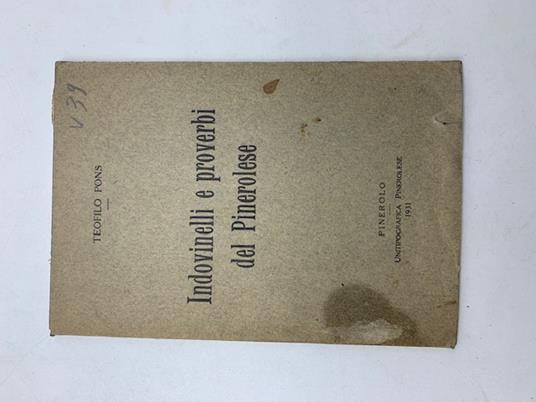 V 39
TEOFILO PONS
Indovinelli e proverbi
del Pinerolese
PINEROLO
UNITIPOGRAFICA PINEROLESE
1931